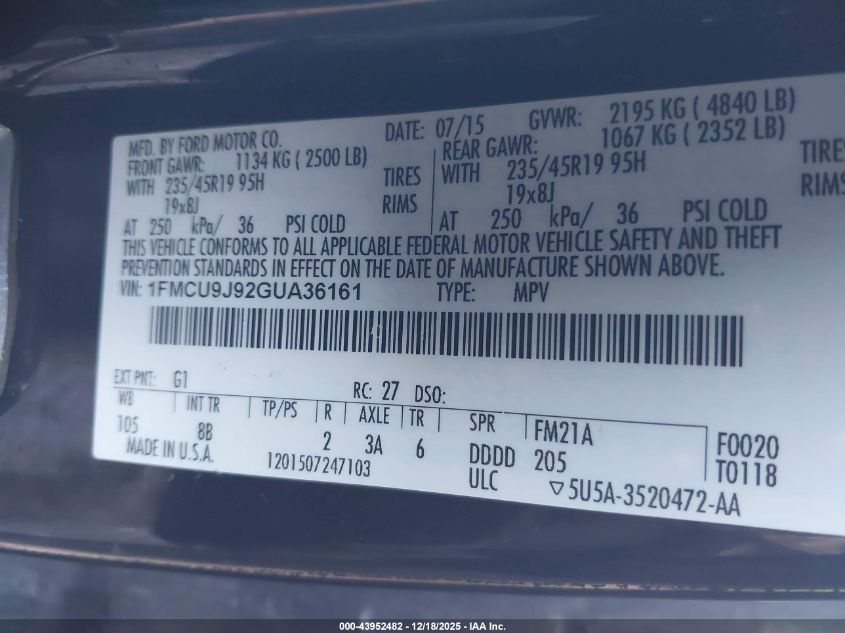 MFD. BY FORD MOTOR CO. DATE: 07/15 GVWR: 2195 KG ( 4840 LB)
FRONT GAWR: 1134 KG ( 2500 LB) REAR GAWR: 1067 KG ( 2352 LB)
WITH 235/45R19 95H TIRES WITH 235/45R19 95H TIRE
19x8J RIMS 19x8J RIMS
AT 250 kPa/ 36 PSI COLD AT 250 kPa/ 36 PSI COLD
THIS VEHICLE CONFORMS TO ALL APPLICABLE FEDERAL MOTOR VEHICLE SAFETY AND THEFT
PREVENTION STANDARDS IN EFFECT ON THE DATE OF MANUFACTURE SHOWN ABOVE.
VIN: 1FMCU9J92GUA36161 TYPE: MPV
EXT PNT: G1 RC: 27 DSO:
WB INT TR TP/PS R AXLE TR SPR FM21A F0020
105 8B 2 3A 6 DDDD 205 T0118
MADE IN U.S.A. 1201507247103 ULC ▽5U5A-3520472-AA
000-43952482 - 12/18/2025 - IAA Inc.